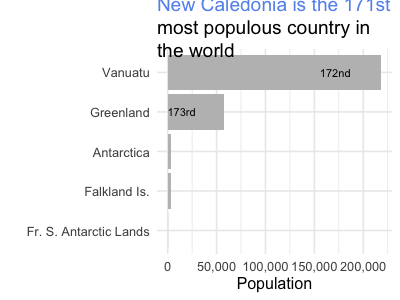 New Caledonia is the 171st
most populous country in
the world
Vanuatu
172nd
Greenland
173rd
Antarctica
Falkland Is.
Fr. S. Antarctic Lands
0 50,000 100,000 150,000 200,000
Population